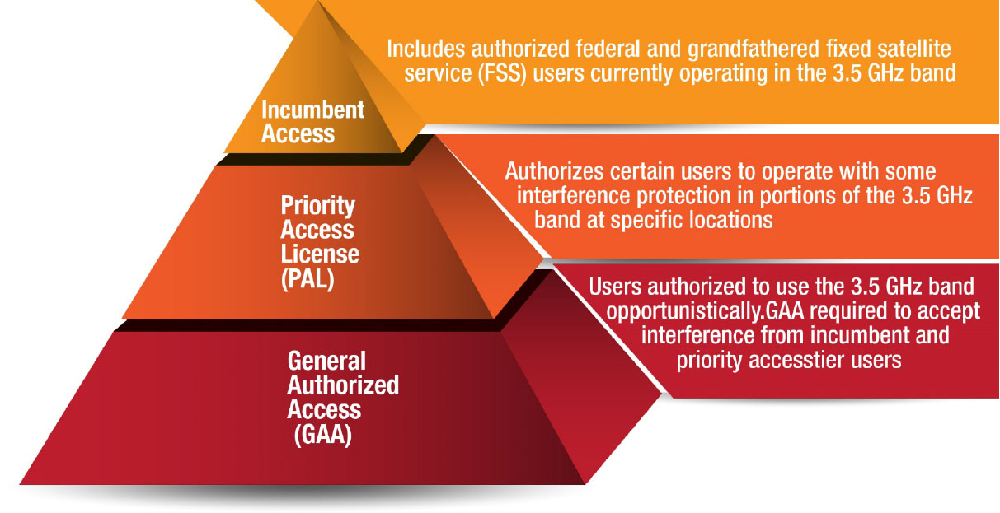 Includes authorized federal and grandfathered fixed satellite
service (FSS) users currently operating in the 3.5 GHz band
Incumbent
Access
Authorizes certain users to operate with some
interference protection in portions of the 3.5 GHz
band at specific locations
Priority
Access
License
(PAL)
Users authorized to use the 3.5 GHz band
opportunistically.GAA required to accept
interference from incumbent and
priority accesstier users
General
Authorized
Access
(GAA)